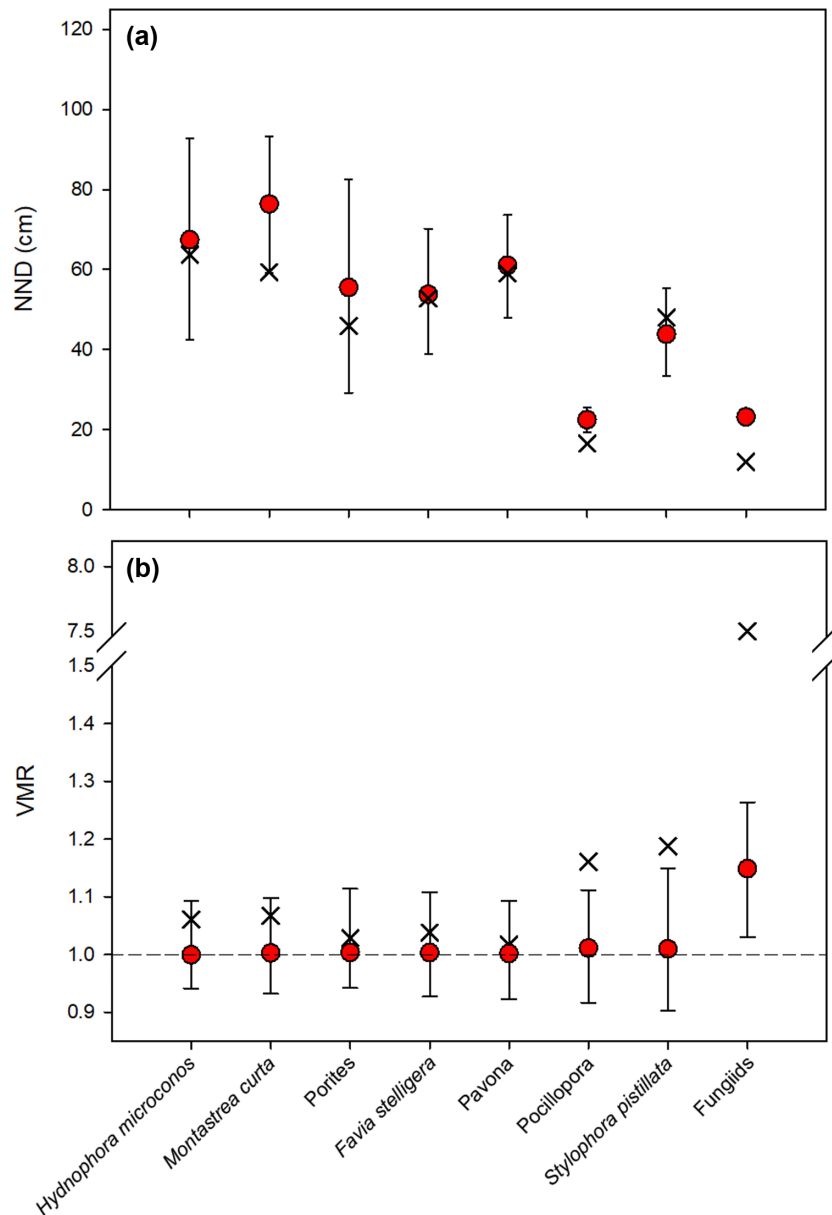 (a)
120
100
80
60
40
20
0
NND (cm)
(b)
8.0
7.5
1.5
1.4
1.3
1.2
1.1
1.0
0.9
VMR
Hydnophora microconos
Montastrea curta
Porites
Favia stelligera
Pavona
Pocillopora
Stylophora pistillata
Fungiids